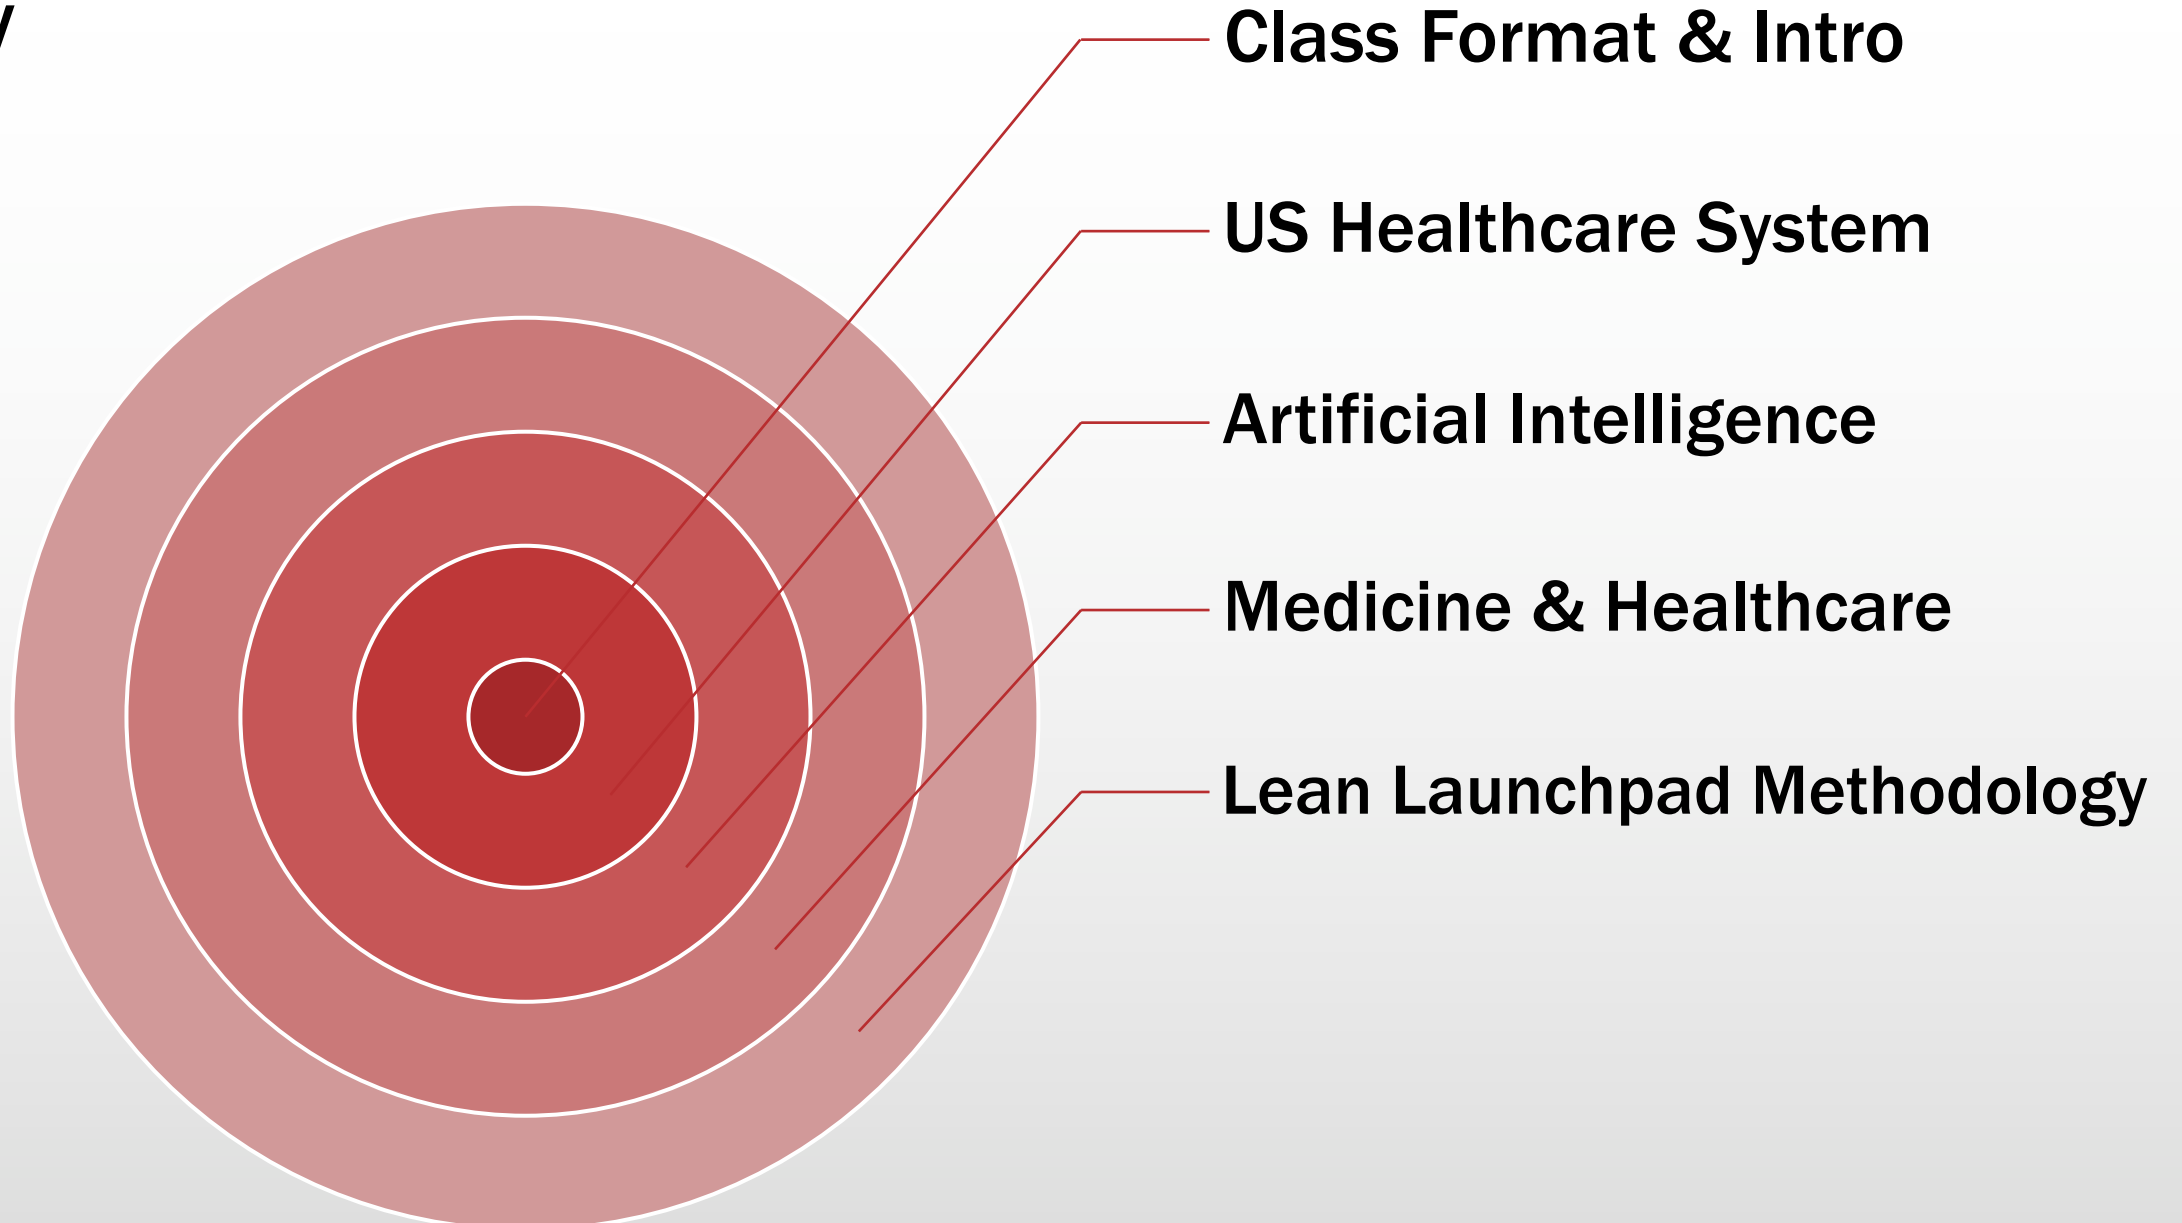 Class Format & Intro
US Healthcare System
Artificial Intelligence
Medicine & Healthcare
Lean Launchpad Methodology